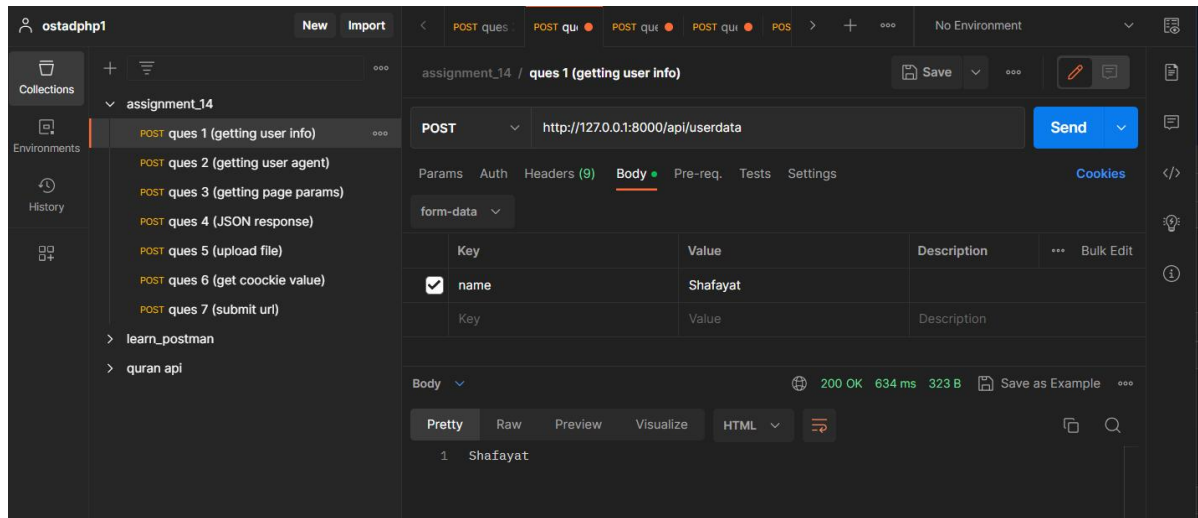 ostadphp1
New Import
POST ques
POST que
POST que
POST que
POS
No Environment
Collections
Environments
History
assignment_14
POST ques 1 (getting user info)
POST ques 2 (getting user agent)
POST ques 3 (getting page params)
POST ques 4 (JSON response)
POST ques 5 (upload file)
POST ques 6 (get coockie value)
POST ques 7 (submit url)
learn_postman
quran api
assignment_14 / ques 1 (getting user info)
Save
POST http://127.0.0.1:8000/api/userdata Send
Params Auth Headers (9) Body Pre-req. Tests Settings Cookies
form-data
Key Value Description Bulk Edit
name Shafayat
Key Value Description
Body 200 OK 634 ms 323 B Save as Example
Pretty Raw Preview Visualize HTML
1 Shafayat